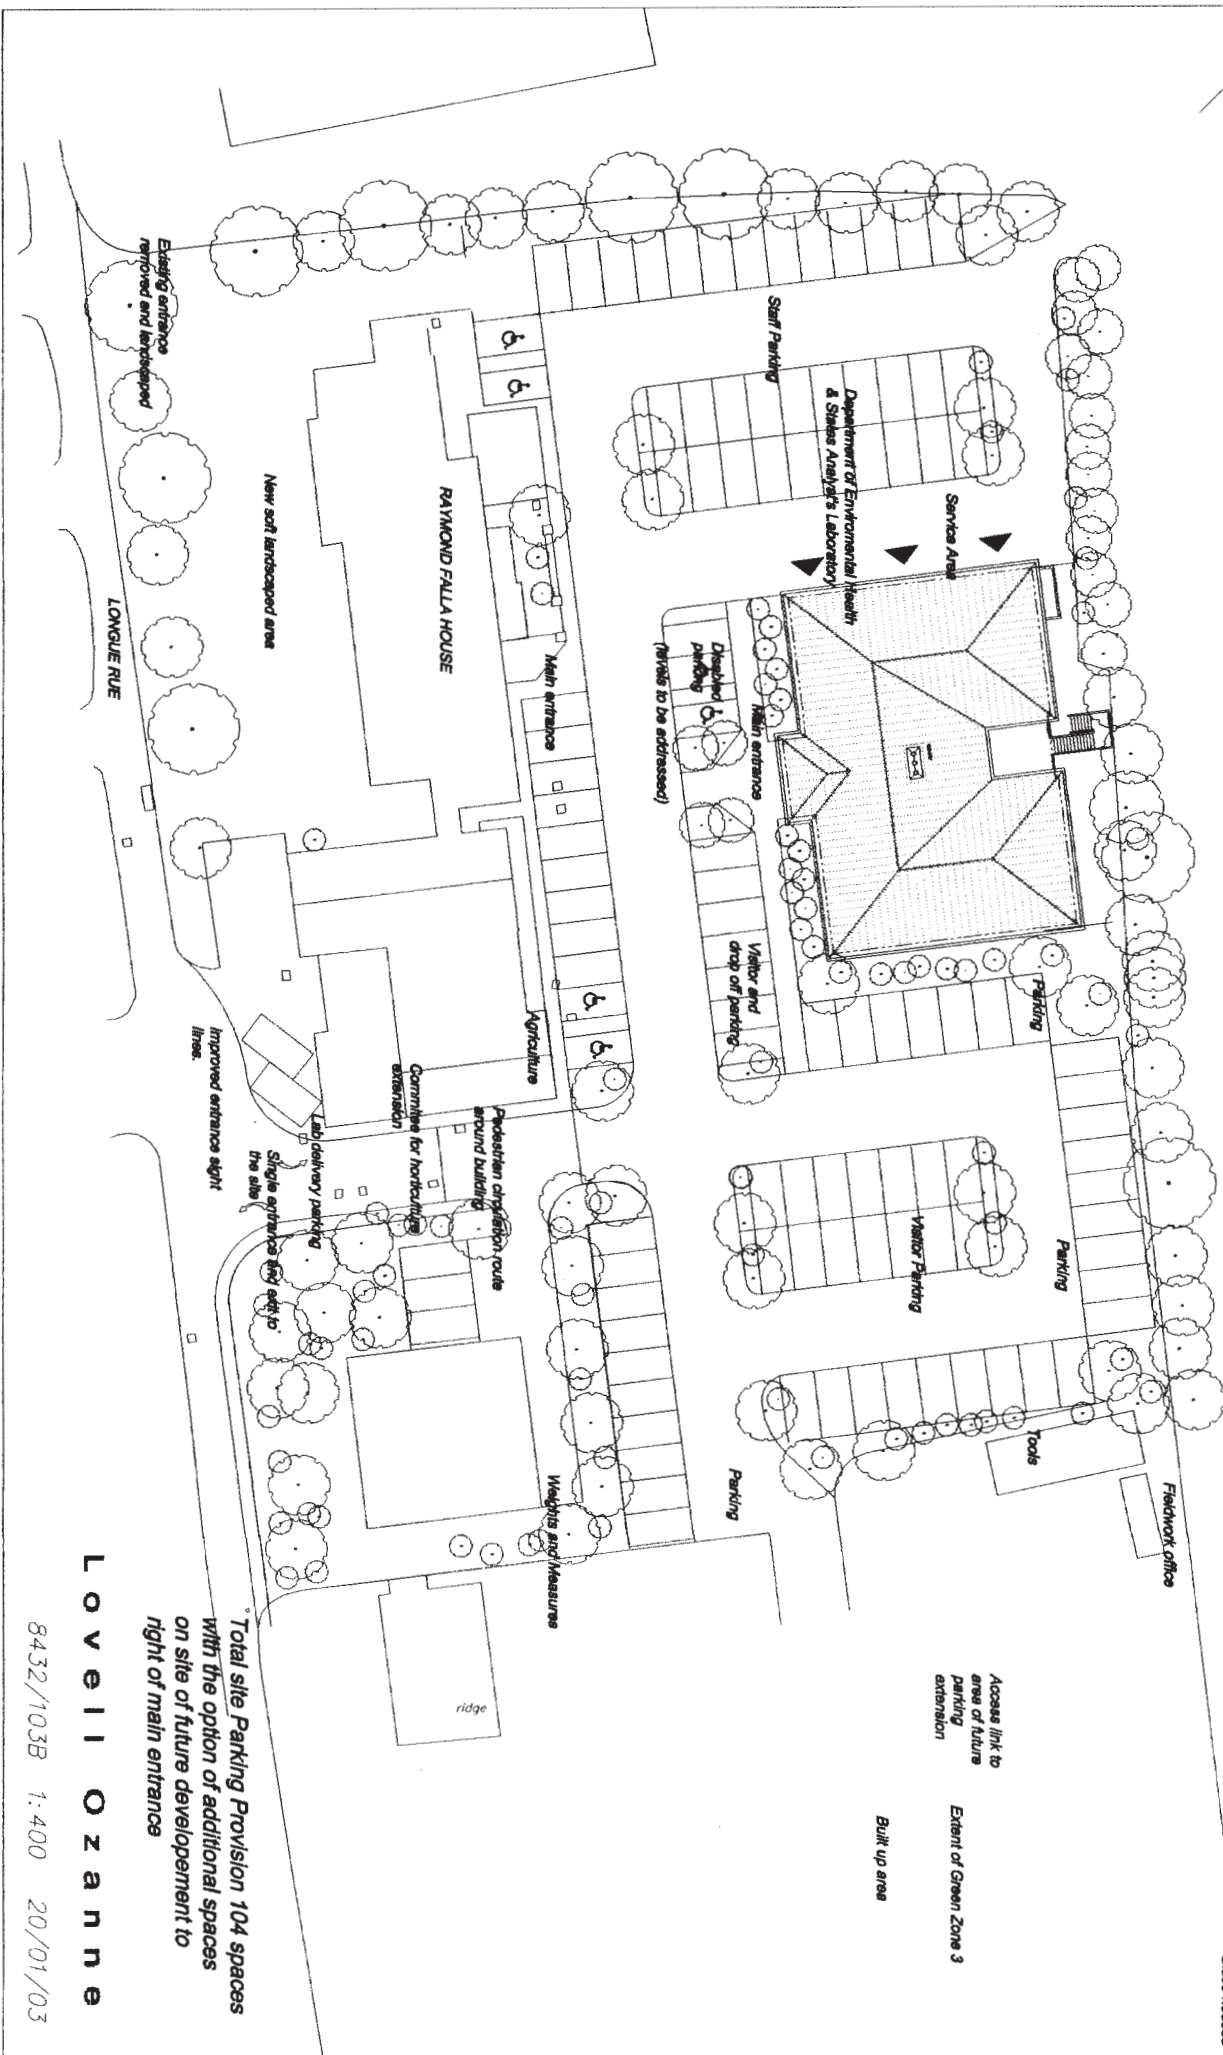 Fieldwork office
Tools
Parking
Parking
Visitor Parking
Parking
Visitor and
drop off parking
Service Area
Department of Enviromental Health
& States Analyst's Laboratory
Main entrance
Disabled
parking
(levels to be addressed)
Staff Parking
Access link to
area of future
parking
extension
Extent of Green Zone 3
Built up area
Main entrance
Agriculture
Weights and Measures
Pedestrian circulation route
around building
RAYMOND FALLA HOUSE
Commitee for horticulture
extension
ridge
Lab delivery parking
Single entrance and exit to
the site
New soft landscaped area
Improved entrance sight
lines.
Existing entrance
removed and landscaped
LONGUE RUE
Total site Parking Provision 104 spaces
with the option of additional spaces
on site of future developement to
right of main entrance
Lovell Ozanne
8432/103B 1:400 20/01/03